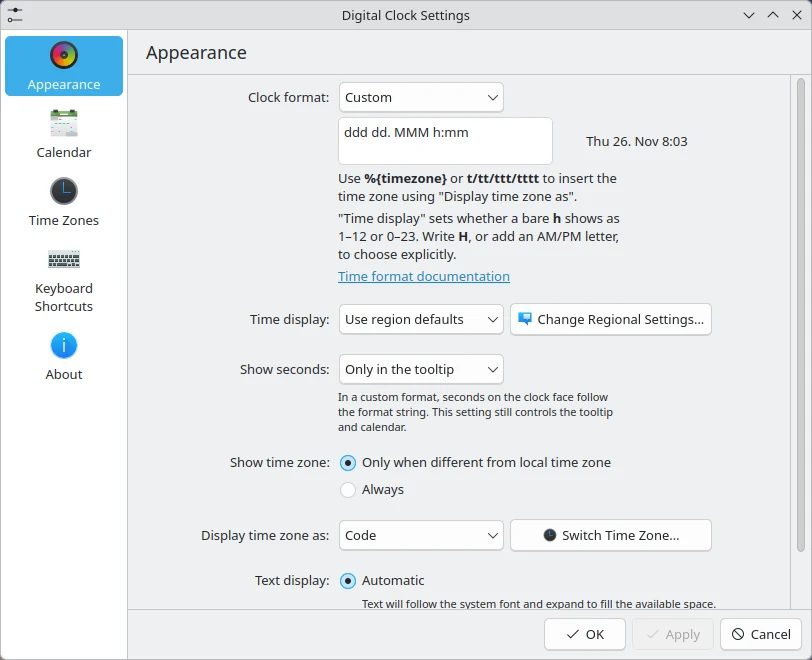 Digital Clock Settings
Appearance
Calendar
Time Zones
Keyboard
Shortcuts
About
Appearance
Clock format:
Custom
ddd dd. MMM h:mm
Thu 26. Nov 8:03
Use %{timezone} or t/tt/ttt/tttt to insert the
time zone using "Display time zone as".
"Time display" sets whether a bare h shows as
1–12 or 0–23. Write H, or add an AM/PM letter,
to choose explicitly.
Time format documentation
Time display:
Use region defaults
Change Regional Settings...
Show seconds:
Only in the tooltip
In a custom format, seconds on the clock face follow
the format string. This setting still controls the tooltip
and calendar.
Show time zone:
Only when different from local time zone
Always
Display time zone as:
Code
Switch Time Zone...
Text display:
Automatic
Text will follow the system font and expand to fill the available space.
OK
Apply
Cancel